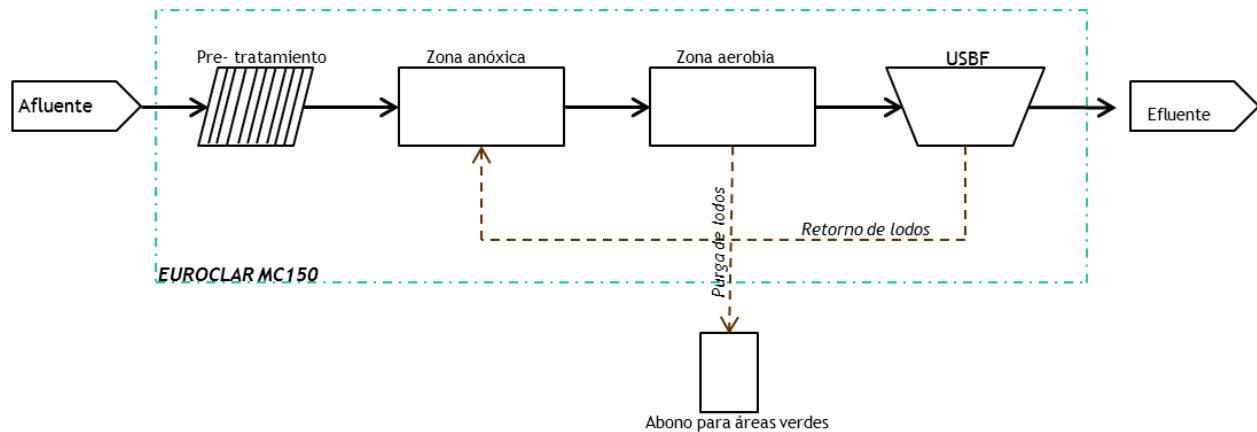 Pre- tratamiento
Zona anóxica
Zona aerobia
USBF
Afluente
Efluente
Purga de lodos
Retorno de lodos
EUROCLAR MC150
Abono para áreas verdes